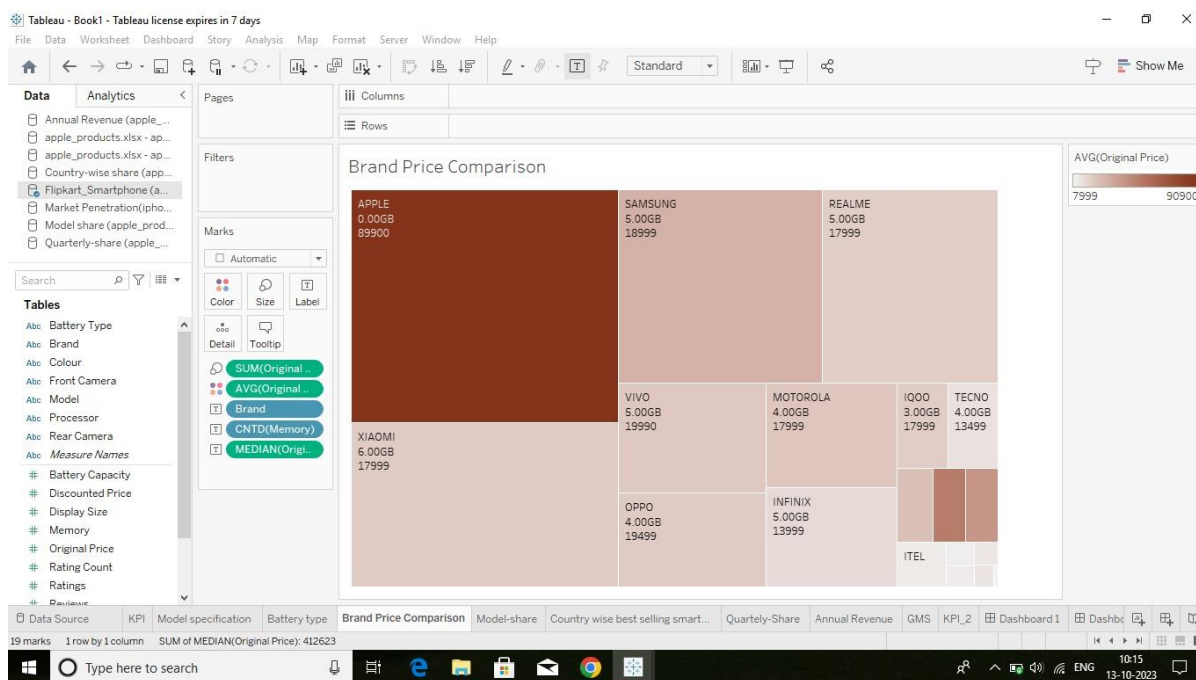 Tableau - Book1 - Tableau license expires in 7 days
File Data Worksheet Dashboard Story Analysis Map Format Server Window Help
Standard
Show Me
Data Analytics
Annual Revenue (apple_...
apple_products.xlsx - ap...
apple_products.xlsx - ap...
Country-wise share (app...
Flipkart_Smartphone (a...
Market Penetration(ipho...
Model share (apple_prod...
Quarterly-share (apple_...
Search
Tables
Abc Battery Type
Abc Brand
Abc Colour
Abc Front Camera
Abc Model
Abc Processor
Abc Rear Camera
Abc Measure Names
# Battery Capacity
# Discounted Price
# Display Size
# Memory
# Original Price
# Rating Count
# Ratings
# Reviews
Pages
Filters
Marks
Automatic
Color Size Label
Detail Tooltip
SUM(Original ..
AVG(Original ..
Brand
CNTD(Memory)
MEDIAN(Origi..
Columns
Rows
Brand Price Comparison
APPLE
0.00GB
89900
XIAOMI
6.00GB
17999
SAMSUNG
5.00GB
18999
REALME
5.00GB
17999
VIVO
5.00GB
19990
OPPO
4.00GB
19499
MOTOROLA
4.00GB
17999
INFINIX
5.00GB
13999
IQOO
3.00GB
17999
TECNO
4.00GB
13499
ITEL
AVG(Original Price)
7999 90900
Data Source KPI Model specification Battery type Brand Price Comparison Model-share Country wise best selling smart... Quartely-Share Annual Revenue GMS KPI_2 Dashboard 1 Dashbo
19 marks 1 row by 1 column SUM of MEDIAN(Original Price): 412623
Type here to search
ENG
10:15
13-10-2023